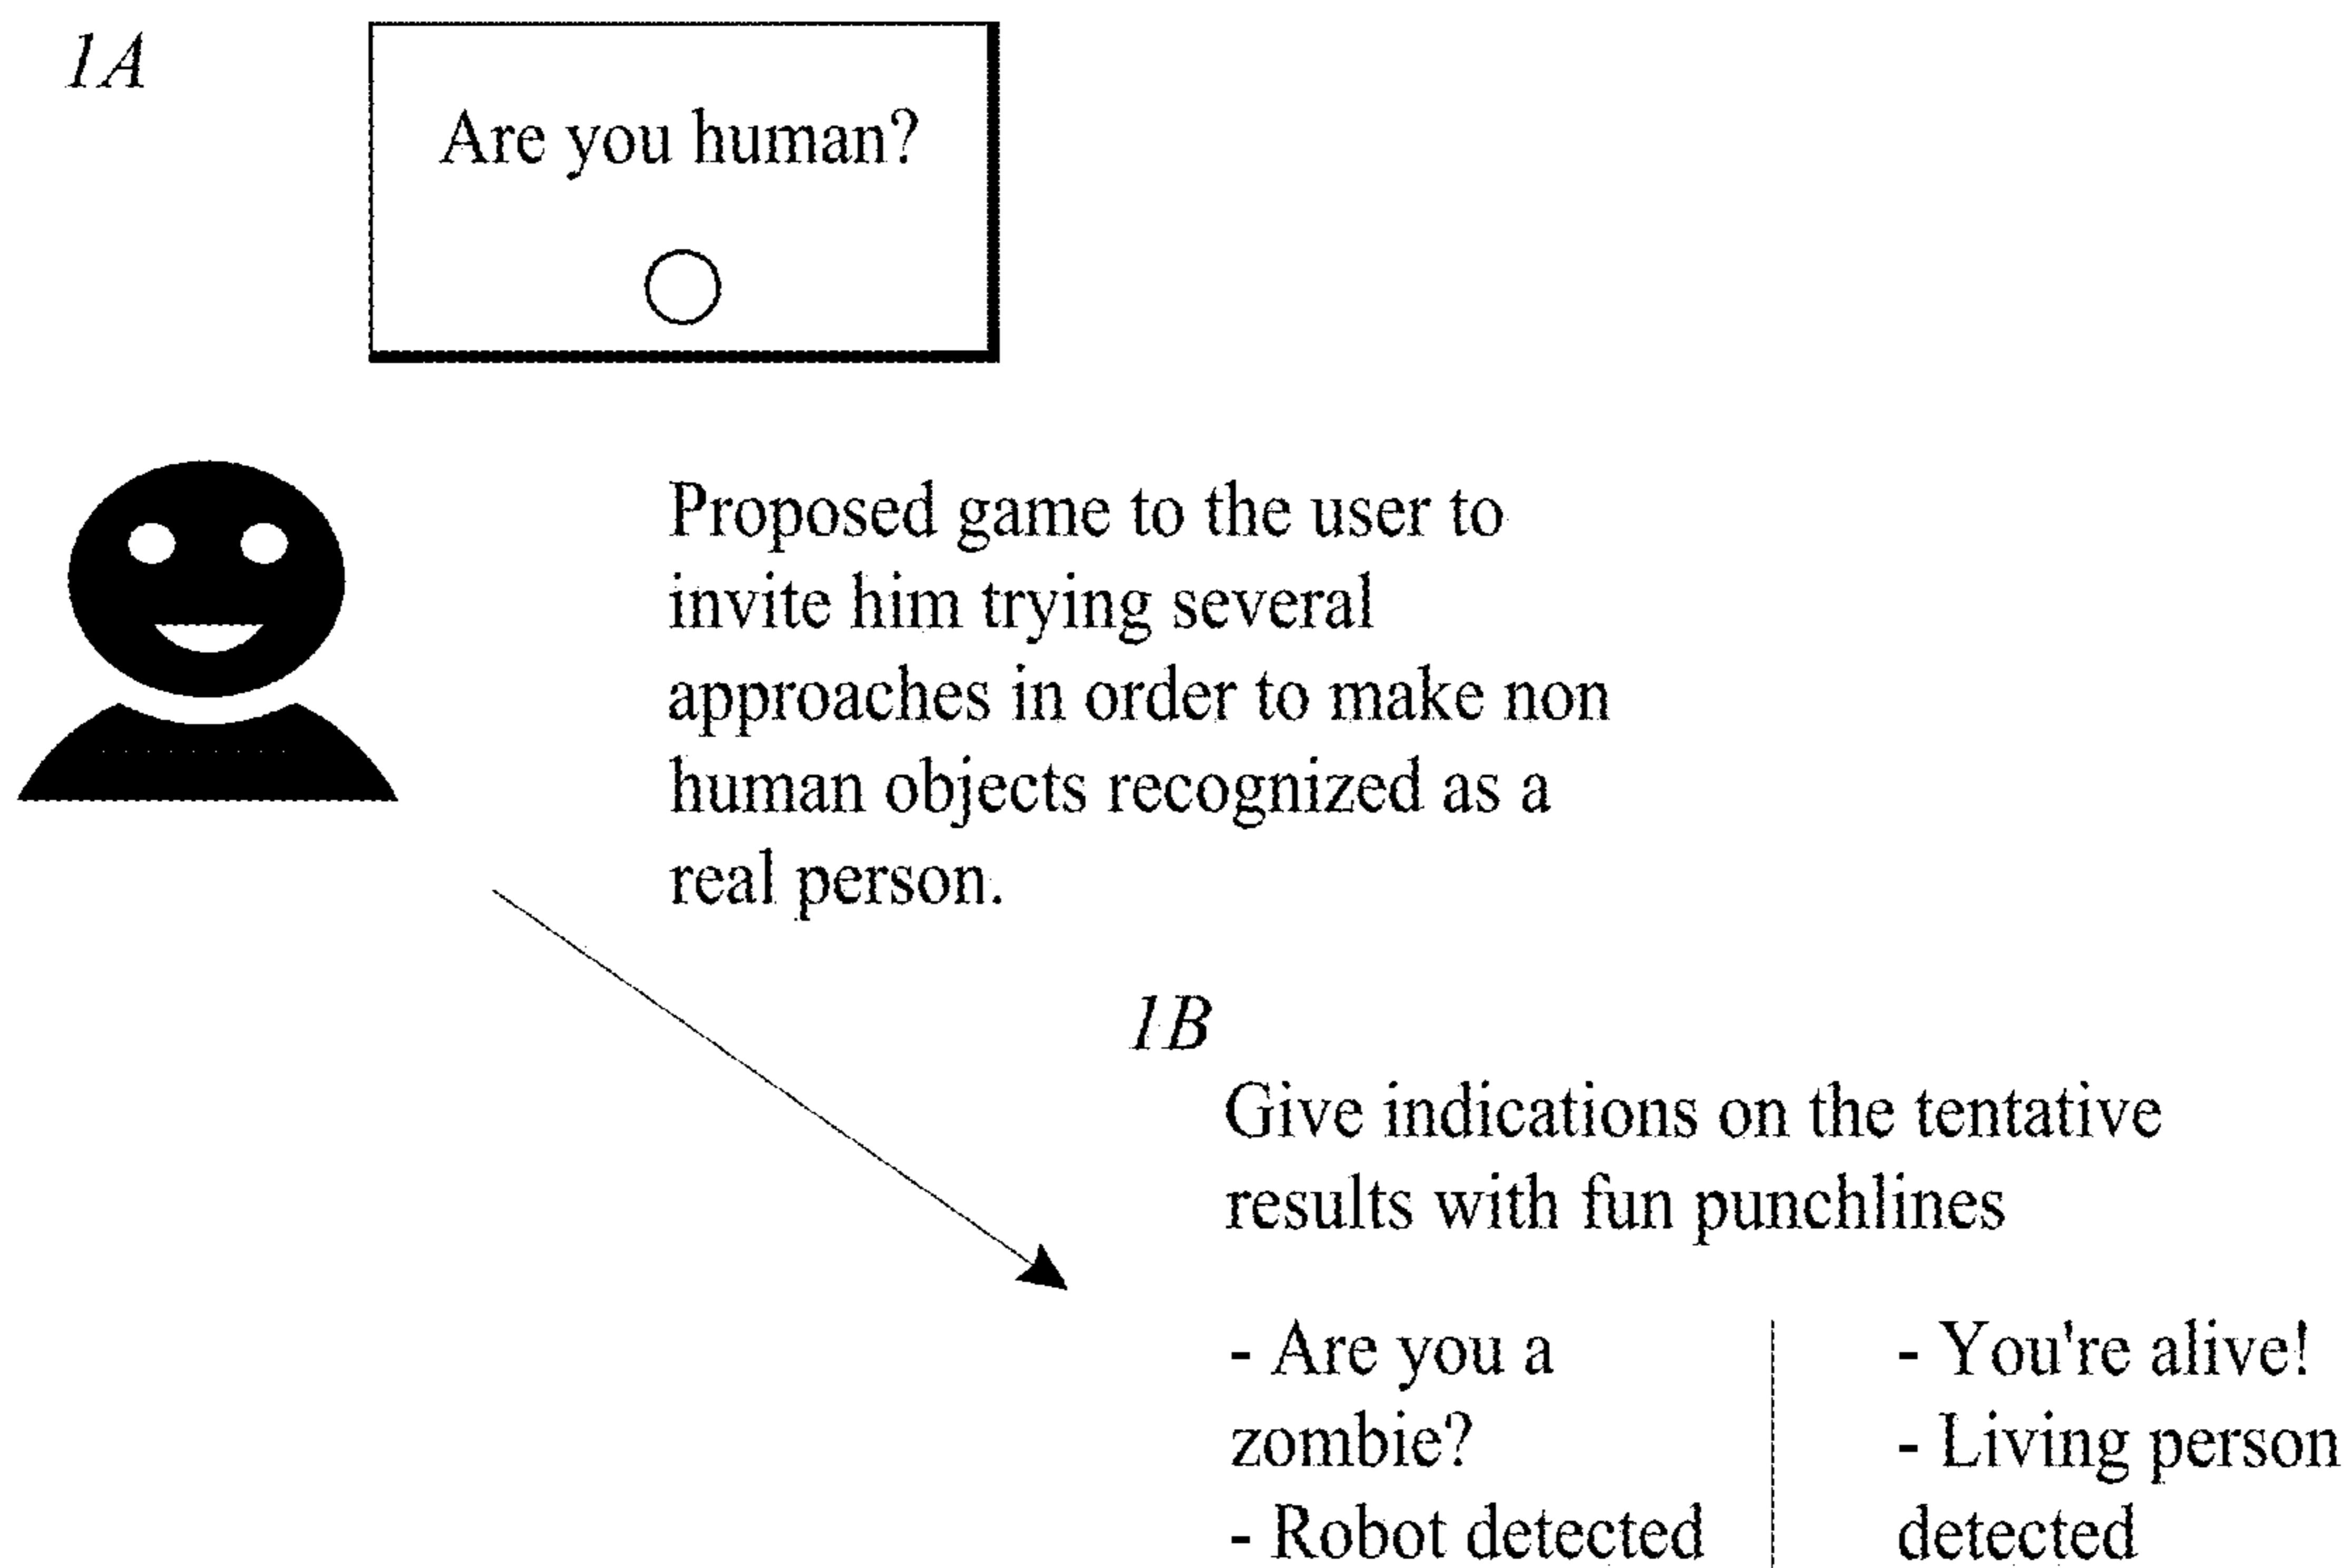 1A
Are you human?
Proposed game to the user to
invite him trying several
approaches in order to make non
human objects recognized as a
real person.
1B
Give indications on the tentative
results with fun punchlines
- Are you a
zombie?
- Robot detected
- You're alive!
- Living person
detected